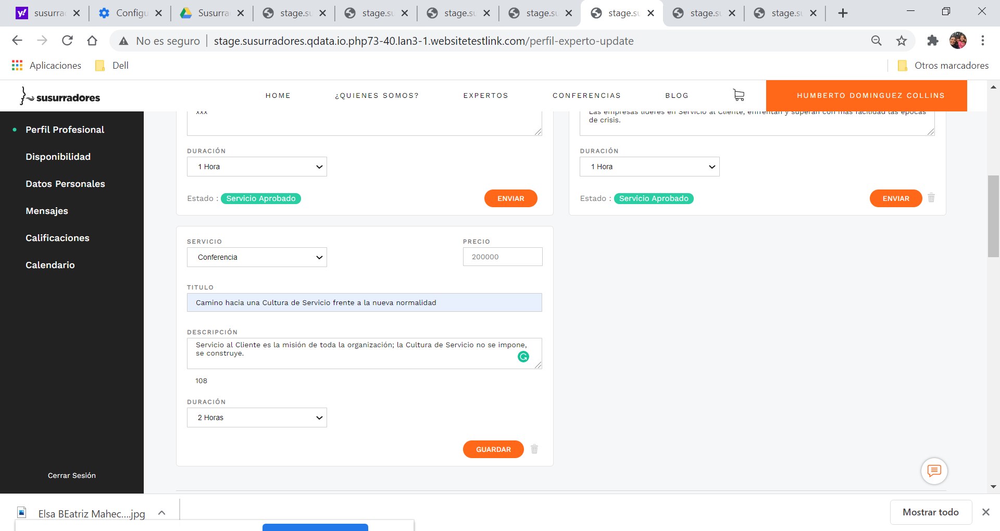 susurra
Configu
Susurra
stage.su
stage.su
stage.su
stage.su
stage.su
stage.su
stage.su
No es seguro
stage.susurradores.qdata.io.php73-40.lan3-1.websitetestlink.com/perfil-experto-update
Aplicaciones
Dell
Otros marcadores
susurradores
HOME
¿QUIENES SOMOS?
EXPERTOS
CONFERENCIAS
BLOG
HUMBERTO DOMINGUEZ COLLINS
Perfil Profesional
Disponibilidad
Datos Personales
Mensajes
Calificaciones
Calendario
Cerrar Sesión
xxx
DURACIÓN
1 Hora
Estado : Servicio Aprobado
ENVIAR
Las empresas lideres en Servicio al Cliente, enfrentan y superan con más facilidad las épocas
de crisis.
DURACIÓN
1 Hora
Estado : Servicio Aprobado
ENVIAR
SERVICIO
Conferencia
PRECIO
200000
TITULO
Camino hacia una Cultura de Servicio frente a la nueva normalidad
DESCRIPCIÓN
Servicio al Cliente es la misión de toda la organización; la Cultura de Servicio no se impone,
se construye.
108
DURACIÓN
2 Horas
GUARDAR
Elsa BEatriz Mahec....jpg
Mostrar todo